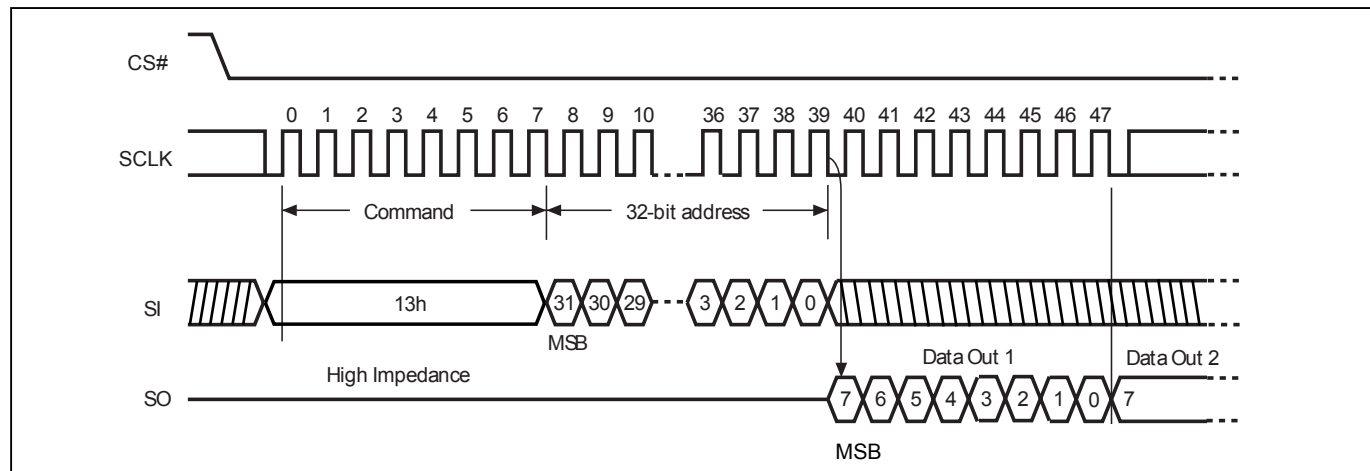 CS#
0 1 2 3 4 5 6 7 8 9 10 36 37 38 39 40 41 42 43 44 45 46 47
SCLK
Command 32-bit address
SI 13h 31 30 29 3 2 1 0
MSB
High Impedance Data Out 1 Data Out 2
SO 7 6 5 4 3 2 1 0 7
MSB